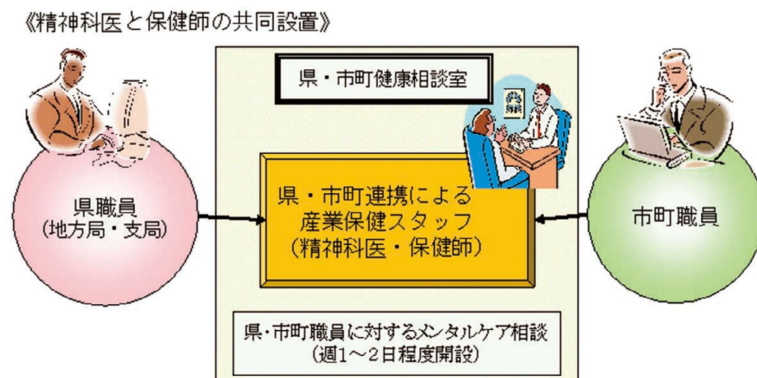 《精神科医と保健師の共同設置》
県・市町健康相談室
県職員
(地方局・支局)
県・市町連携による
産業保健スタッフ
(精神科医・保健師)
市町職員
県・市町職員に対するメンタルケア相談
(週1～2日程度開設)